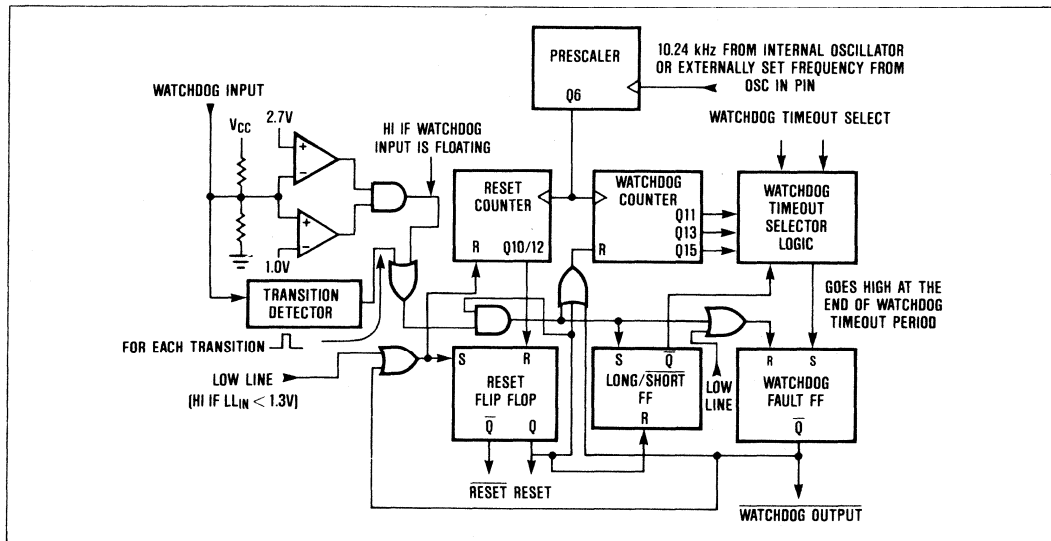 PRESCALER
Q6
10.24 kHz FROM INTERNAL OSCILLATOR
OR EXTERNALLY SET FREQUENCY FROM
OSC IN PIN
WATCHDOG INPUT
VCC
2.7V
+
−
+
−
1.0V
HI IF WATCHDOG
INPUT IS FLOATING
WATCHDOG TIMEOUT SELECT
RESET
COUNTER
R
Q10/12
WATCHDOG
COUNTER
Q11
Q13
Q15
R
WATCHDOG
TIMEOUT
SELECTOR
LOGIC
TRANSITION
DETECTOR
FOR EACH TRANSITION
GOES HIGH AT THE
END OF WATCHDOG
TIMEOUT PERIOD
LOW LINE
(HI IF LLIN < 1.3V)
S
R
RESET
FLIP FLOP
Q̅
Q
S
Q̅
LONG/S̅H̅O̅R̅T̅
FF
R
LOW
LINE
R
S
WATCHDOG
FAULT FF
Q̅
R̅E̅S̅E̅T̅ RESET
W̅A̅T̅C̅H̅D̅O̅G̅ O̅U̅T̅P̅U̅T̅